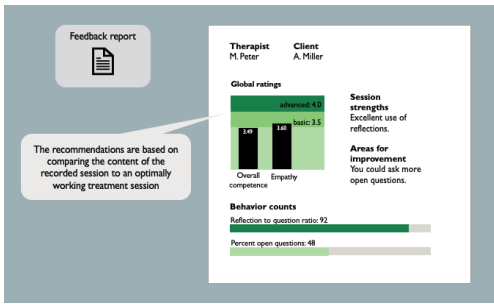 Feedback report
The recommendations are based on
comparing the content of the
recorded session to an optimally
working treatment session
Therapist
M. Peter
Client
A. Miller
Global ratings
advanced: 4.0
basic: 3.5
3.49
3.60
Overall
competence
Empathy
Session
strengths
Excellent use of
reflections.
Areas for
improvement
You could ask more
open questions.
Behavior counts
Reflection to question ratio: 92
Percent open questions: 48